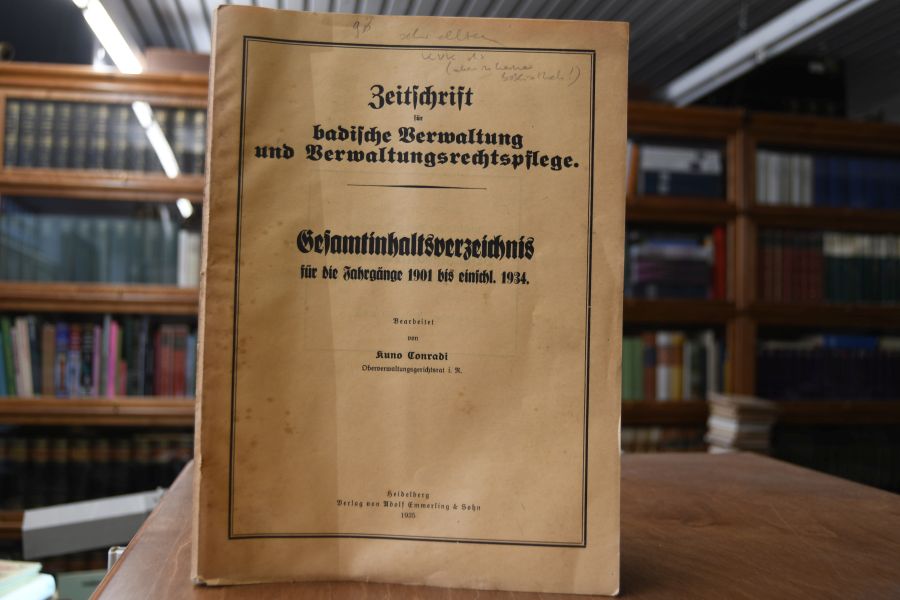 Zeitschrift
für
badische Verwaltung
und Verwaltungsrechtspflege.
Gesamtinhaltsverzeichnis
für die Jahrgänge 1901 bis einschl. 1934.
Bearbeitet
von
Kuno Conradi
Oberverwaltungsgerichtsrat i. R.
Heidelberg
Verlag von Adolf Emmerling & Sohn
1935